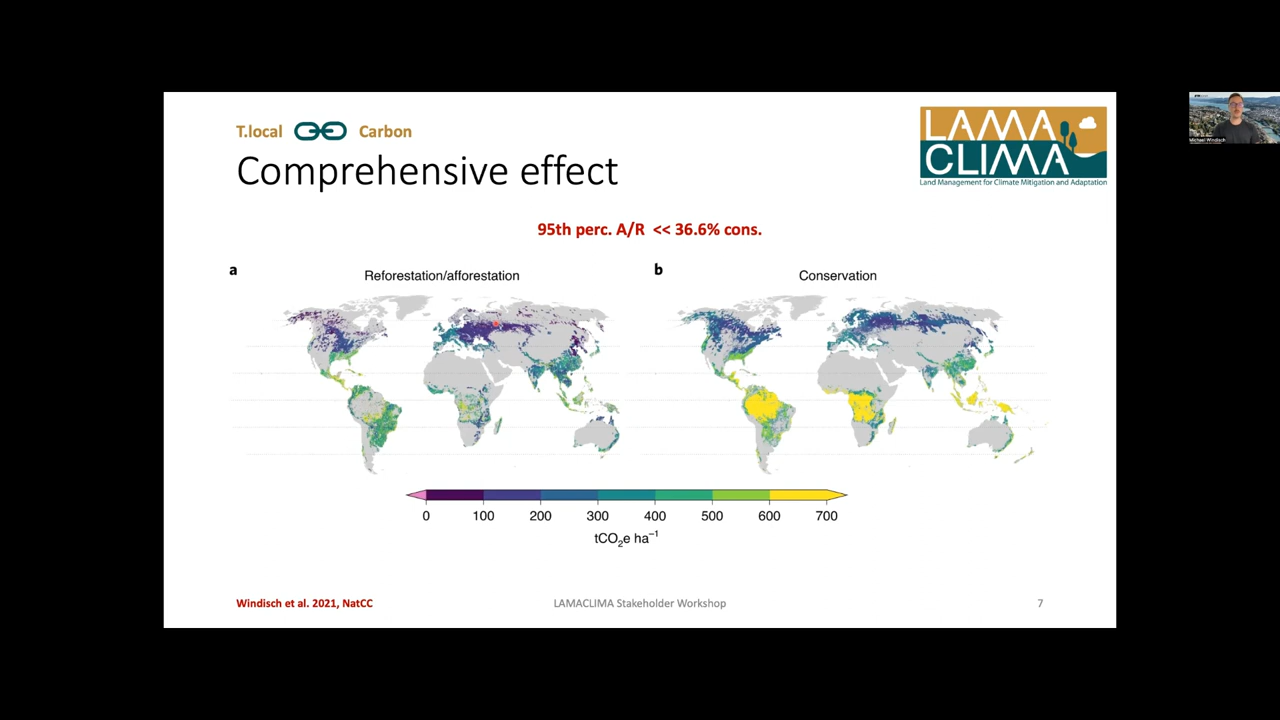 T.local
Carbon
Comprehensive effect
LAMA
CLIMA
Land Management for Climate Mitigation and Adaptation
Michael Windisch
95th perc. A/R << 36.6% cons.
a
Reforestation/afforestation
b
Conservation
0 100 200 300 400 500 600 700
tCO2e ha−1
Windisch et al. 2021, NatCC
LAMACLIMA Stakeholder Workshop
7